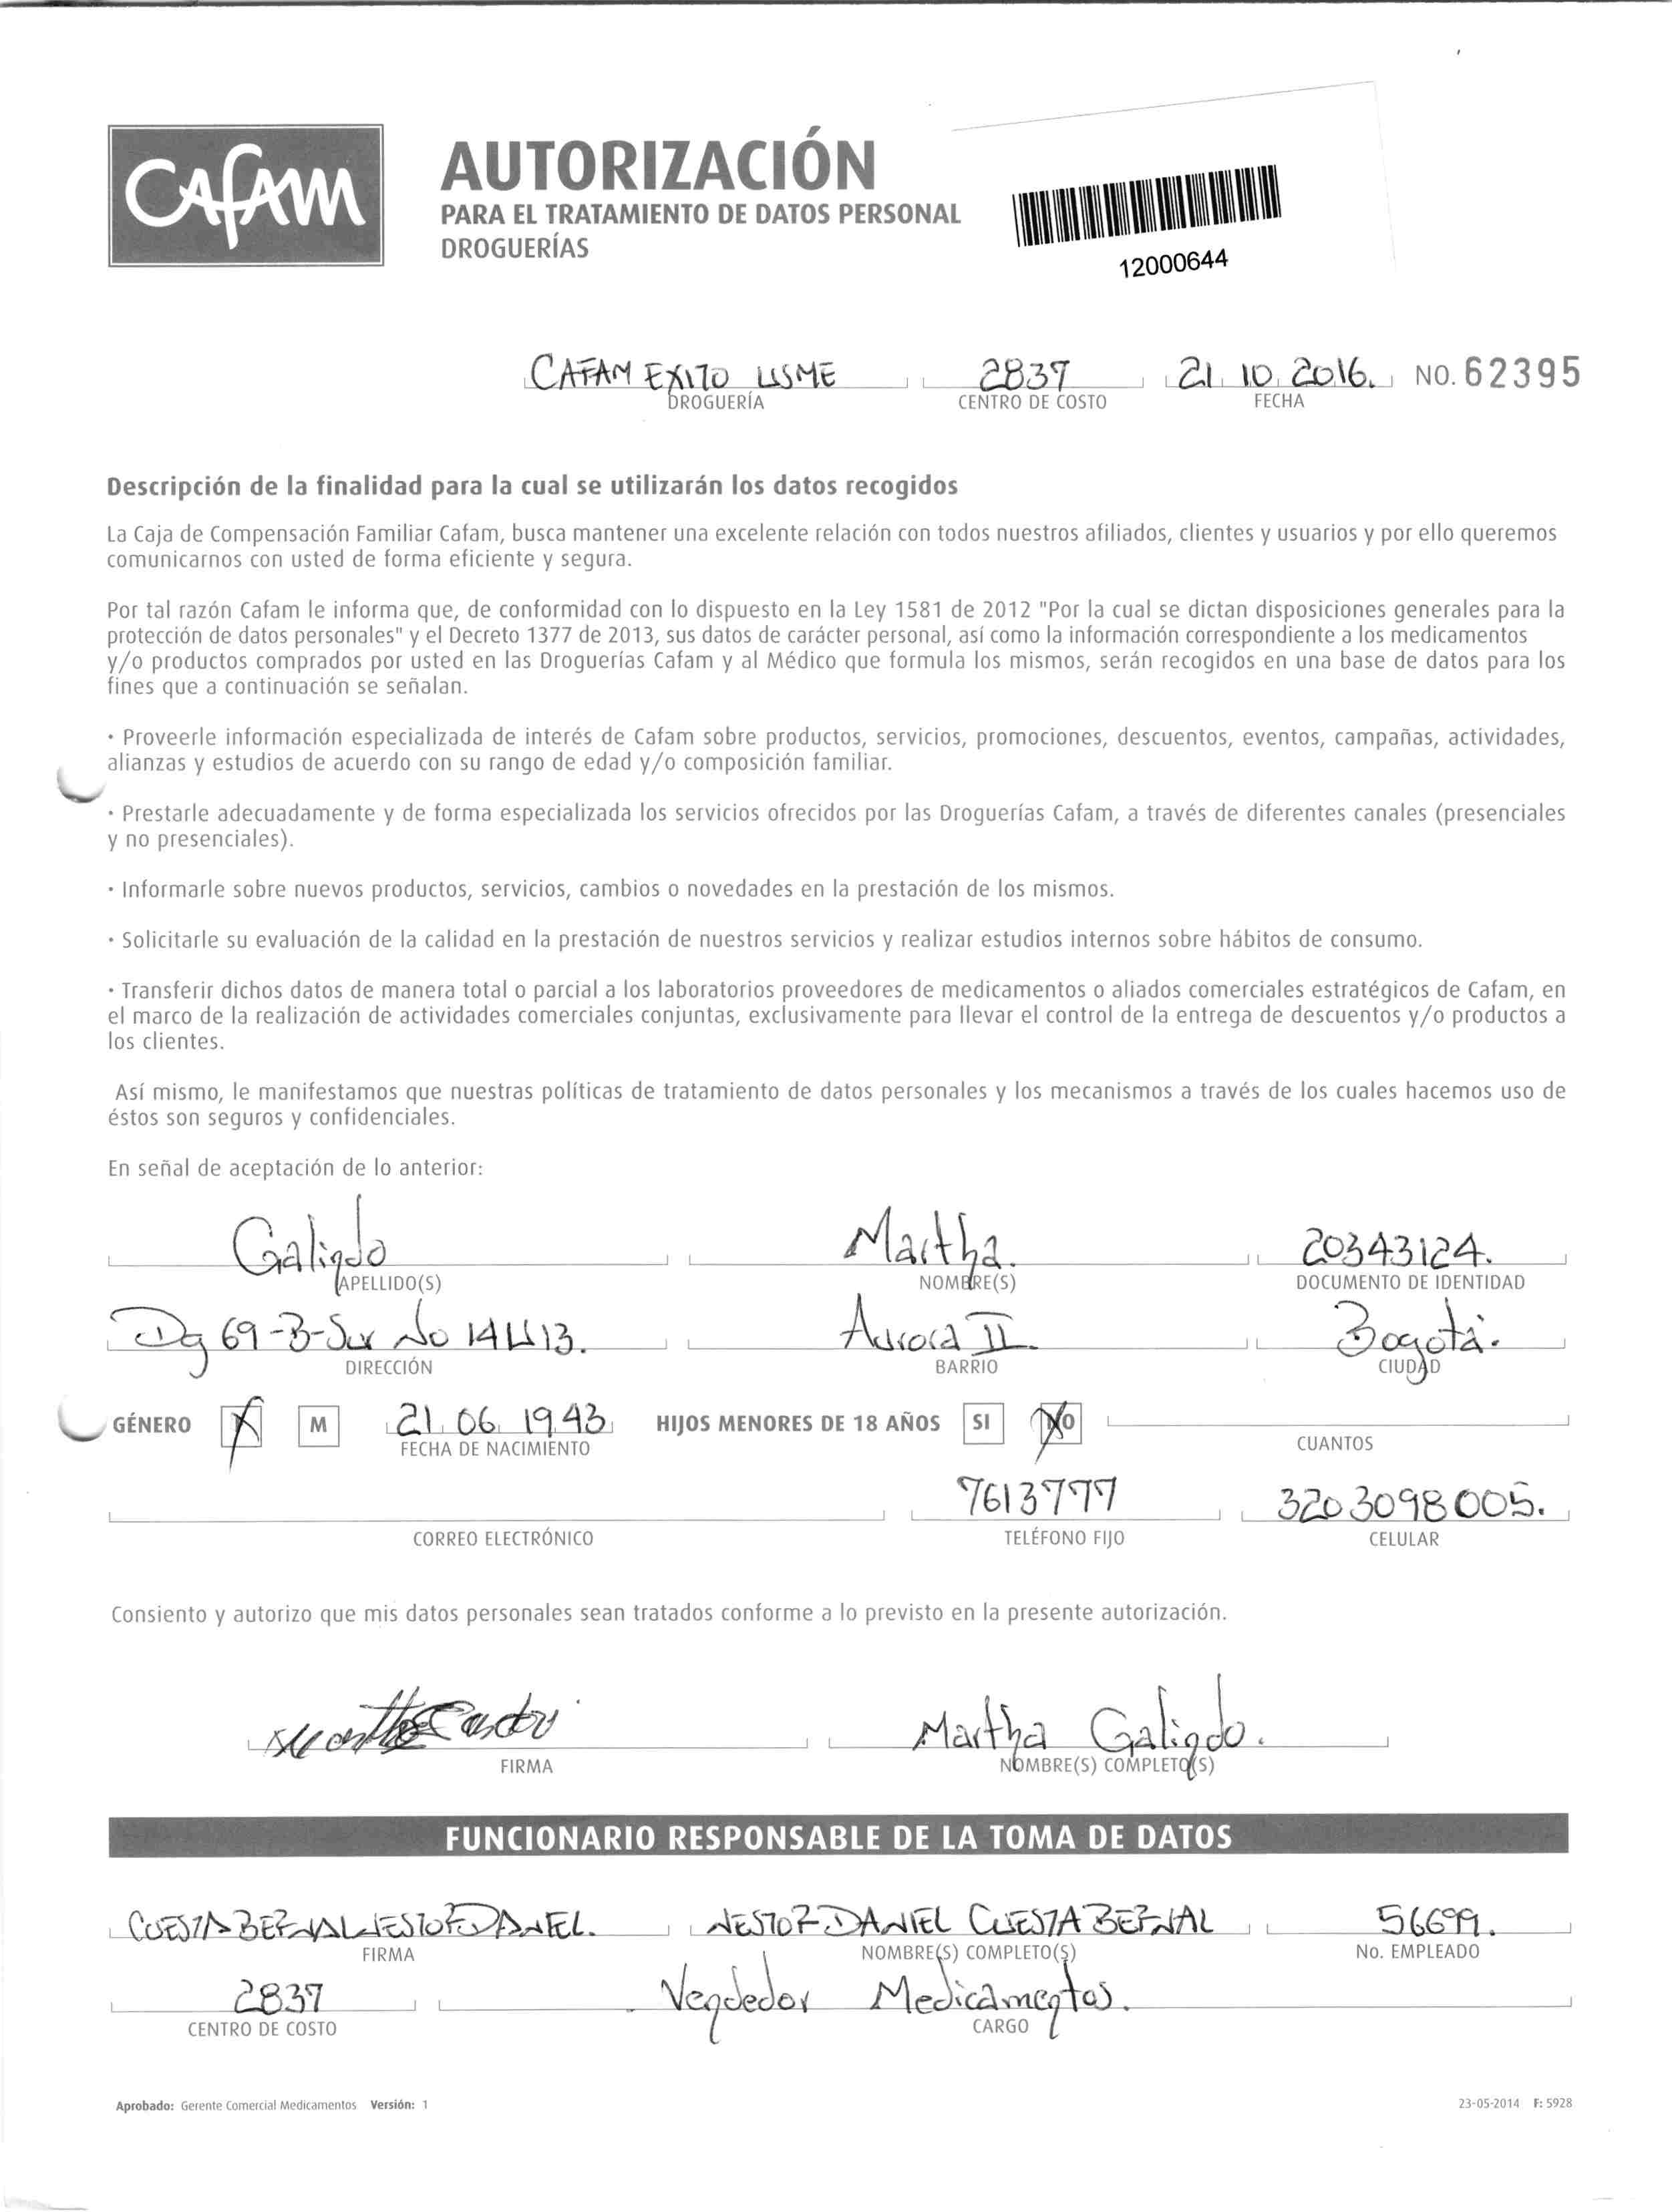 CAFAM
AUTORIZACIÓN
PARA EL TRATAMIENTO DE DATOS PERSONAL
DROGUERÍAS
12000644
CAFAM EXITO USME 2837 21 10 2016. NO. 62395
DROGUERÍA CENTRO DE COSTO FECHA
Descripción de la finalidad para la cual se utilizarán los datos recogidos
La Caja de Compensación Familiar Cafam, busca mantener una excelente relación con todos nuestros afiliados, clientes y usuarios y por ello queremos
comunicarnos con usted de forma eficiente y segura.
Por tal razón Cafam le informa que, de conformidad con lo dispuesto en la Ley 1581 de 2012 "Por la cual se dictan disposiciones generales para la
protección de datos personales" y el Decreto 1377 de 2013, sus datos de carácter personal, así como la información correspondiente a los medicamentos
y/o productos comprados por usted en las Droguerías Cafam y al Médico que formula los mismos, serán recogidos en una base de datos para los
fines que a continuación se señalan.
· Proveerle información especializada de interés de Cafam sobre productos, servicios, promociones, descuentos, eventos, campañas, actividades,
alianzas y estudios de acuerdo con su rango de edad y/o composición familiar.
· Prestarle adecuadamente y de forma especializada los servicios ofrecidos por las Droguerías Cafam, a través de diferentes canales (presenciales
y no presenciales).
· Informarle sobre nuevos productos, servicios, cambios o novedades en la prestación de los mismos.
· Solicitarle su evaluación de la calidad en la prestación de nuestros servicios y realizar estudios internos sobre hábitos de consumo.
· Transferir dichos datos de manera total o parcial a los laboratorios proveedores de medicamentos o aliados comerciales estratégicos de Cafam, en
el marco de la realización de actividades comerciales conjuntas, exclusivamente para llevar el control de la entrega de descuentos y/o productos a
los clientes.
Así mismo, le manifestamos que nuestras políticas de tratamiento de datos personales y los mecanismos a través de los cuales hacemos uso de
éstos son seguros y confidenciales.
En señal de aceptación de lo anterior:
Galindo Martha. 20343124.
APELLIDO(S) NOMBRE(S) DOCUMENTO DE IDENTIDAD
Dg 69-B-Sur No 14U13. Aurora II. Bogotá.
DIRECCIÓN BARRIO CIUDAD
GÉNERO X M 21 06 1943 HIJOS MENORES DE 18 AÑOS SI NO
FECHA DE NACIMIENTO CUANTOS
7613777 3203098005.
CORREO ELECTRÓNICO TELÉFONO FIJO CELULAR
Consiento y autorizo que mis datos personales sean tratados conforme a lo previsto en la presente autorización.
Martha Galindo.
FIRMA NOMBRE(S) COMPLETO(S)
FUNCIONARIO RESPONSABLE DE LA TOMA DE DATOS
CUESTA BERNAL NESTOR DANIEL. NESTOR DANIEL CUESTA BERNAL 56699.
FIRMA NOMBRE(S) COMPLETO(S) No. EMPLEADO
2837 Vendedor Medicamentos.
CENTRO DE COSTO CARGO
Aprobado: Gerente Comercial Medicamentos Versión: 1 23-05-2014 F: 5928